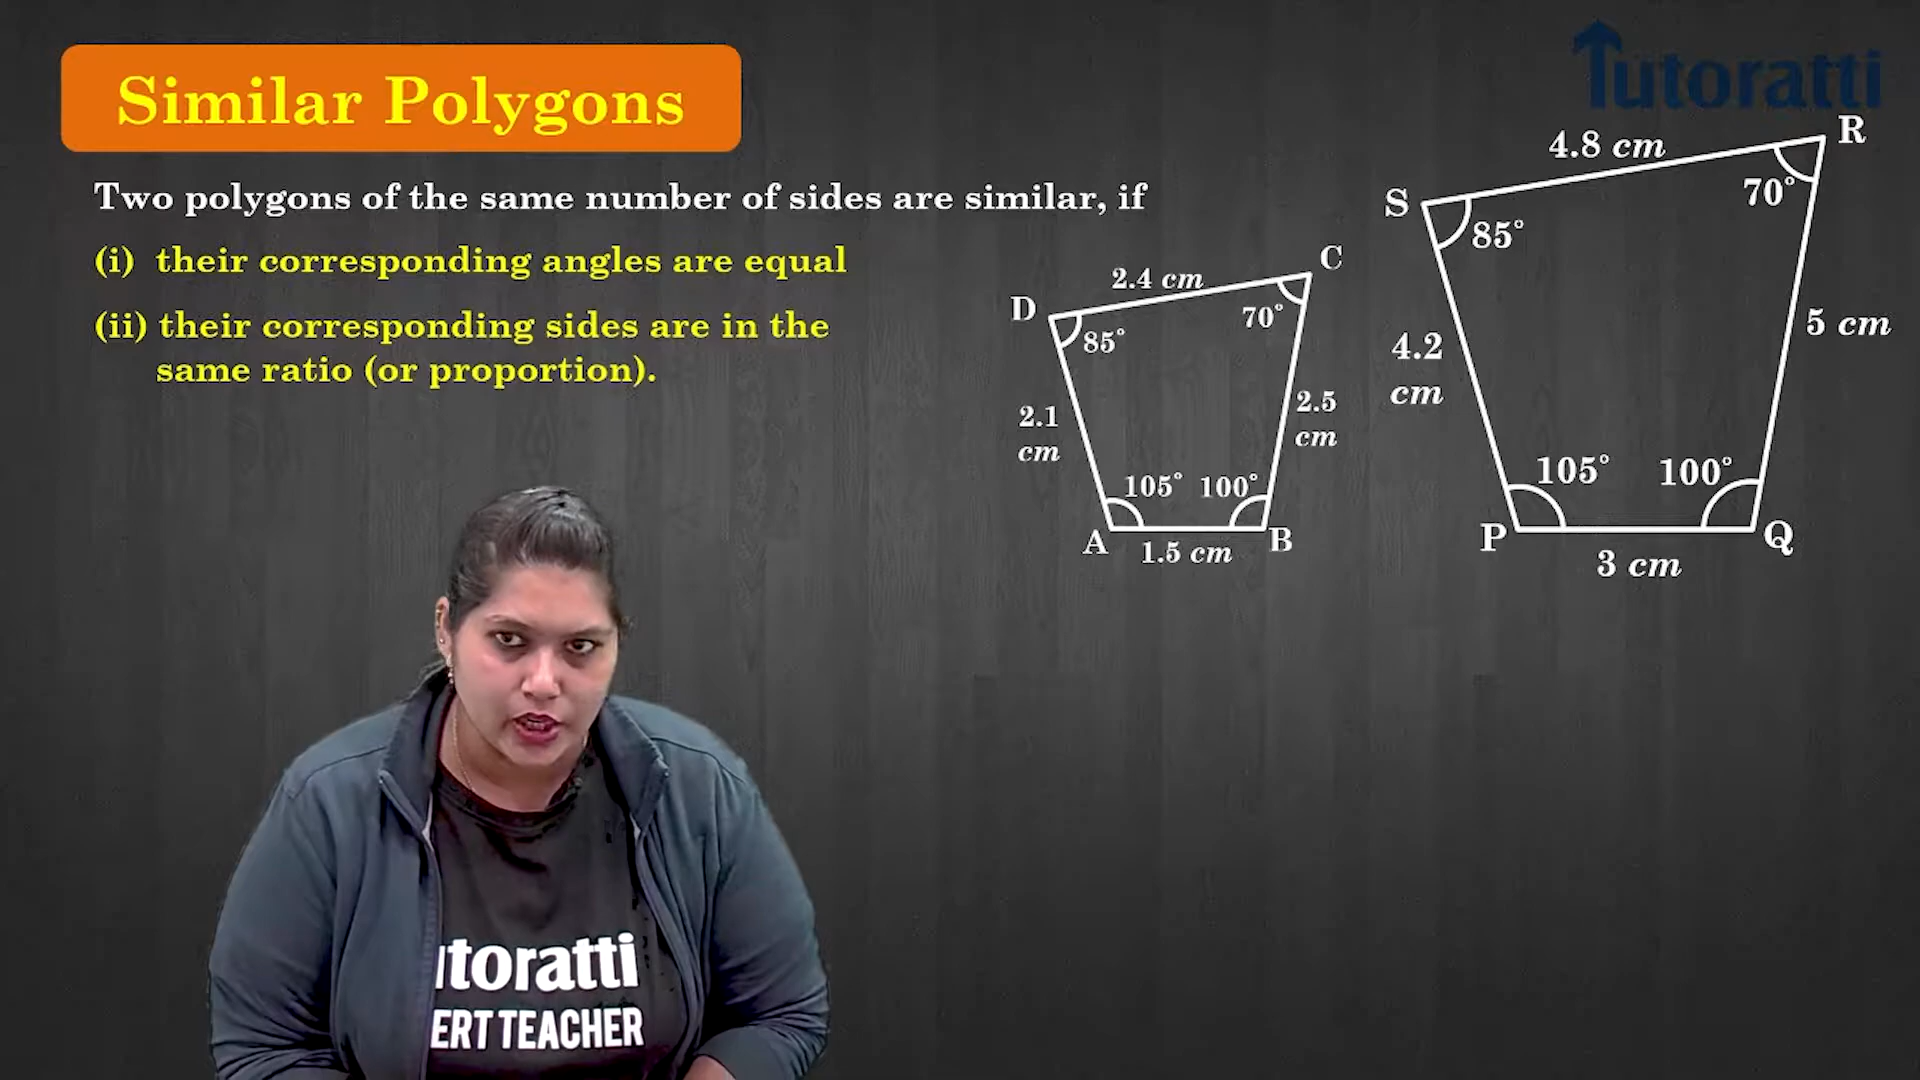 Similar Polygons
Tutoratti
Two polygons of the same number of sides are similar, if
(i) their corresponding angles are equal
(ii) their corresponding sides are in the
same ratio (or proportion).
D
2.4 cm
C
85°
70°
2.1
cm
2.5
cm
105°
100°
A
1.5 cm
B
S
4.8 cm
R
85°
70°
4.2
cm
5 cm
105°
100°
P
3 cm
Q
utoratti
ERT TEACHER